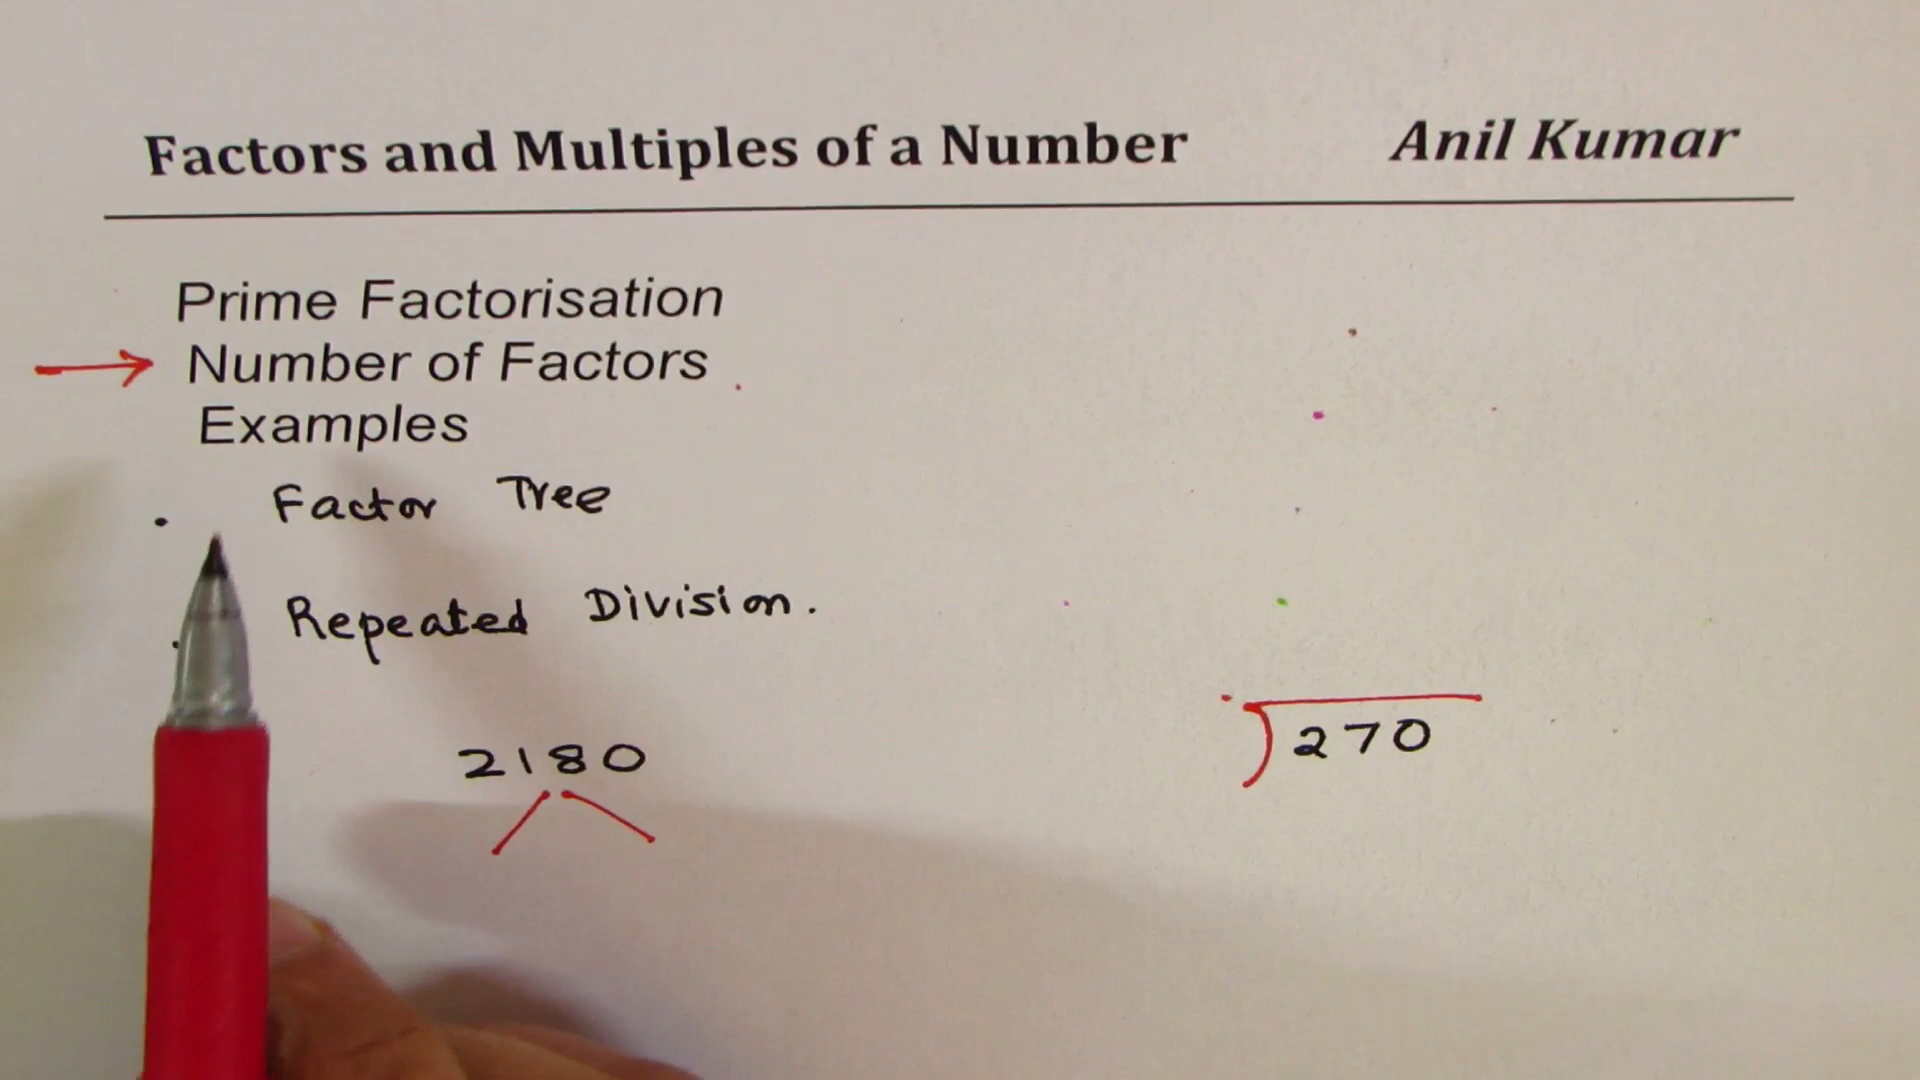 Factors and Multiples of a Number Anil Kumar
Prime Factorisation
Number of Factors
Examples
Factor Tree
Repeated Division.
2180
270